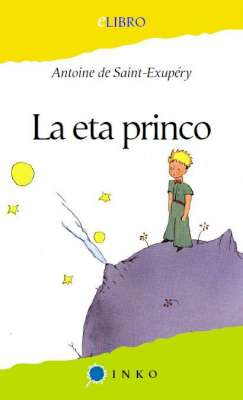 eLIBRO
Antoine de Saint-Exupéry
La eta princo
INKO